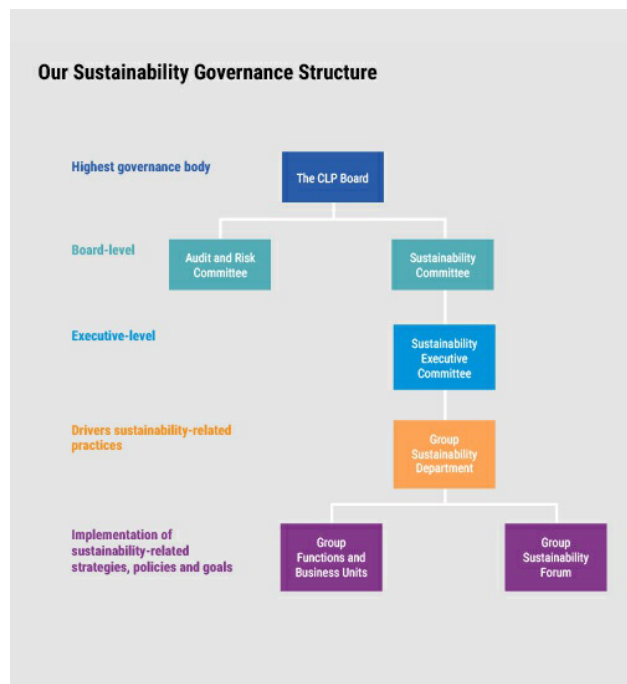 Our Sustainability Governance Structure
Highest governance body
The CLP Board
Board-level
Audit and Risk
Committee
Sustainability
Committee
Executive-level
Sustainability
Executive
Committee
Drivers sustainability-related
practices
Group
Sustainability
Department
Implementation of
sustainability-related
strategies, policies and goals
Group
Functions and
Business Units
Group
Sustainability
Forum